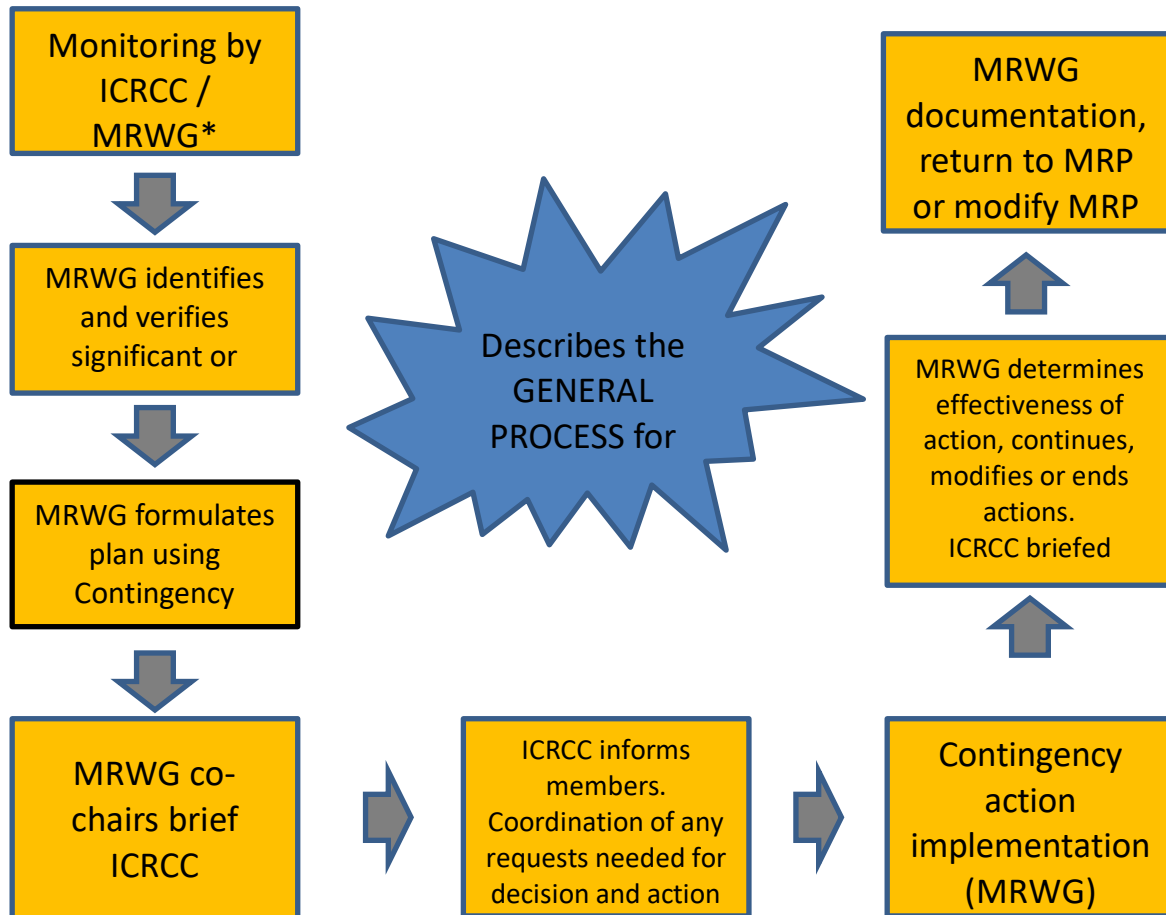 Monitoring by
ICRCC /
MRWG*
MRWG identifies
and verifies
significant or
MRWG formulates
plan using
Contingency
MRWG co-
chairs brief
ICRCC
ICRCC informs
members.
Coordination of any
requests needed for
decision and action
Contingency
action
implementation
(MRWG)
MRWG determines
effectiveness of
action, continues,
modifies or ends
actions.
ICRCC briefed
MRWG
documentation,
return to MRP
or modify MRP
Describes the
GENERAL
PROCESS for